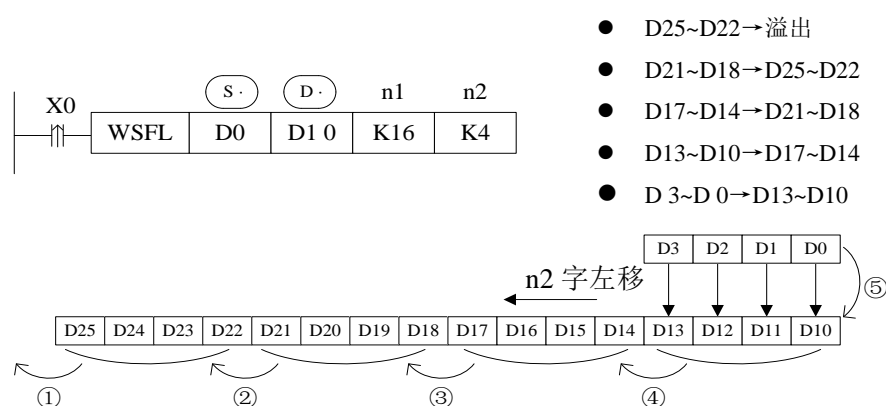 ● D25~D22→溢出
● D21~D18→D25~D22
● D17~D14→D21~D18
● D13~D10→D17~D14
● D 3~D 0→D13~D10
S · D · n1 n2
X0
WSFL D0 D1 0 K16 K4
D3 D2 D1 D0
n2 字左移
⑤
D25 D24 D23 D22 D21 D20 D19 D18 D17 D16 D15 D14 D13 D12 D11 D10
① ② ③ ④